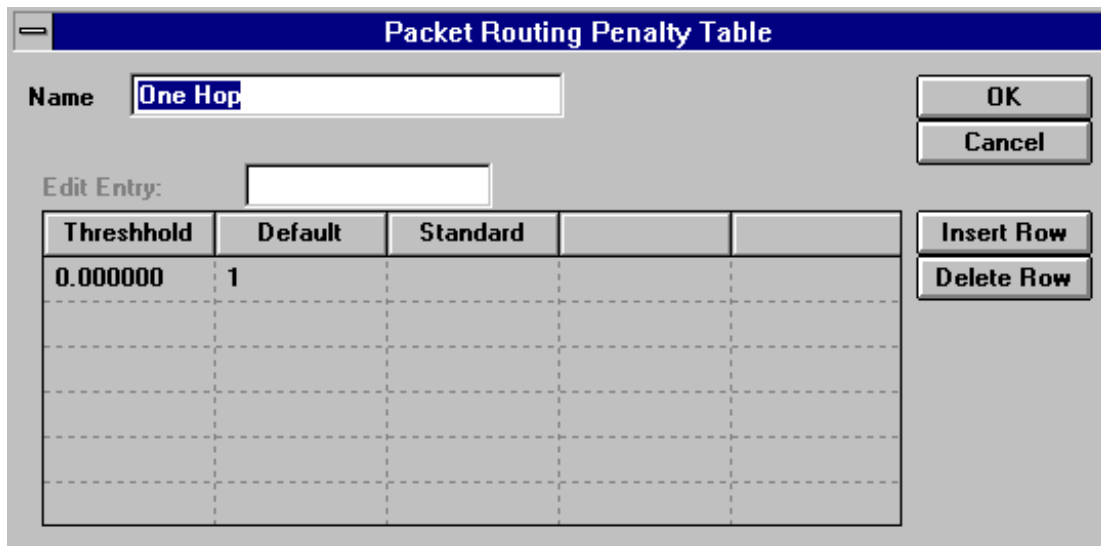 Packet Routing Penalty Table
Name One Hop
OK
Cancel
Edit Entry:
Threshhold Default Standard
Insert Row
0.000000 1
Delete Row